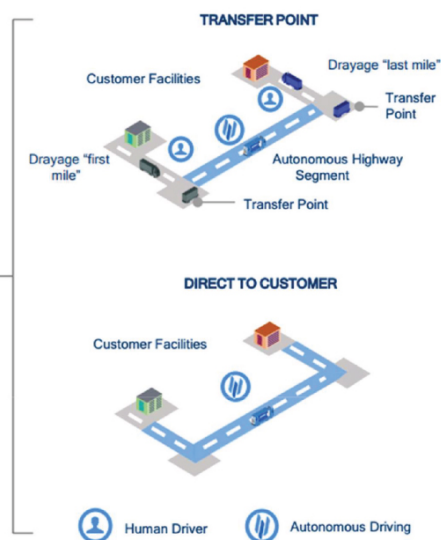 TRANSFER POINT
Customer Facilities
Drayage “last mile”
Transfer
Point
Drayage “first
mile”
Autonomous Highway
Segment
Transfer Point
DIRECT TO CUSTOMER
Customer Facilities
Human Driver
Autonomous Driving